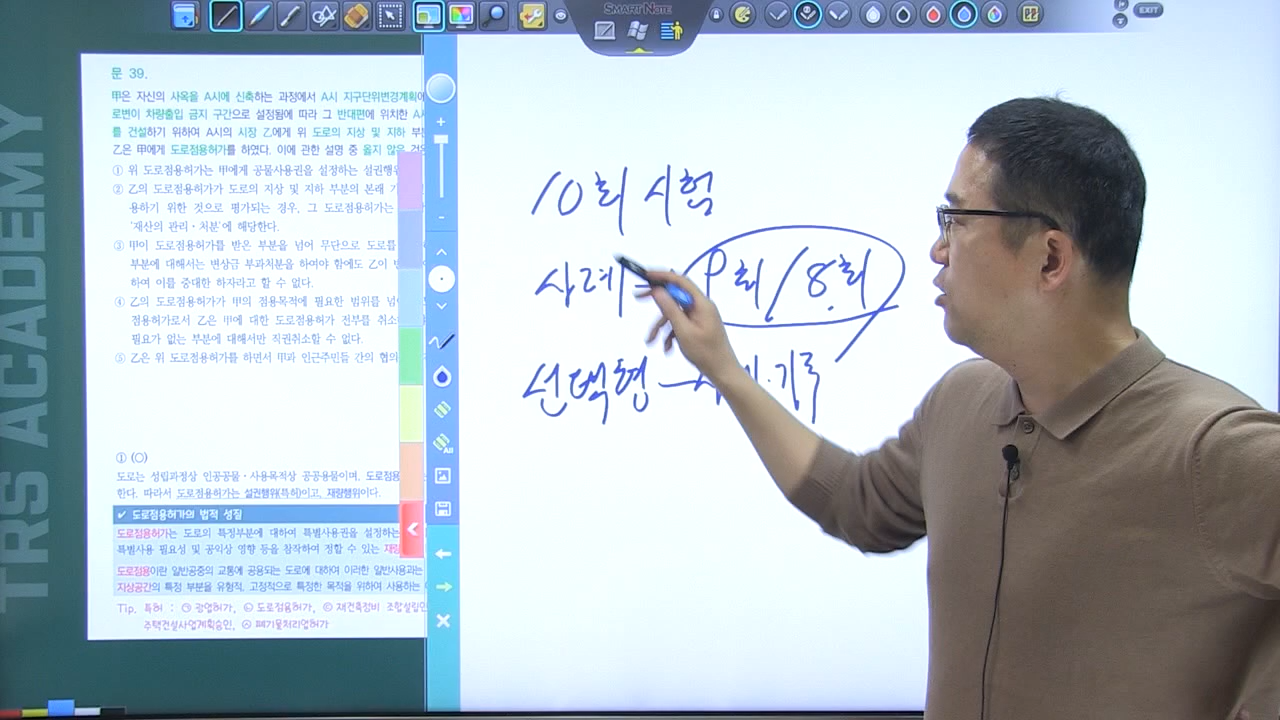 SMART NOTE
EXIT
TRS ACADEMY
문 39.
甲은 자신의 사옥을 A시에 신축하는 과정에서 A시 지구단위변경계획에
로변이 차량출입 금지 구간으로 설정됨에 따라 그 반대편에 위치한 A
를 건설하기 위하여 A시의 시장 乙에게 위 도로의 지상 및 지하 부
乙은 甲에게 도로점용허가를 하였다. 이에 관한 설명 중 옳지 않은 것은
① 위 도로점용허가는 甲에게 공물사용권을 설정하는 설권행위
② 乙의 도로점용허가가 도로의 지상 및 지하 부분의 본래 기
용하기 위한 것으로 평가되는 경우, 그 도로점용허가는
'재산의 관리·처분'에 해당한다.
③ 甲이 도로점용허가를 받은 부분을 넘어 무단으로 도로를
부분에 대해서는 변상금 부과처분을 하여야 함에도 乙이
하여 이를 중대한 하자라고 할 수 없다.
④ 乙의 도로점용허가가 甲의 점용목적에 필요한 범위를 넘
점용허가로서 乙은 甲에 대한 도로점용허가 전부를 취소
필요가 없는 부분에 대해서만 직권취소할 수 없다.
⑤ 乙은 위 도로점용허가를 하면서 甲과 인근주민들 간의 협의
① (○)
도로는 성립과정상 인공공물·사용목적상 공공용물이며, 도로점용
한다. 따라서 도로점용허가는 설권행위(특허)이고, 재량행위이다.
✔ 도로점용허가의 법적 성질
도로점용허가는 도로의 특정부분에 대하여 특별사용권을 설정하는
특별사용 필요성 및 공익상 영향 등을 참작하여 정할 수 있는 재량
도로점용이란 일반공중의 교통에 공용되는 도로에 대하여 이러한 일반사용과는
지상공간의 특정 부분을 유형적, 고정적으로 특정한 목적을 위하여 사용하는
Tip. 특허 : ㉠ 광업허가, ㉡ 도로점용허가, ㉢ 재건축정비 조합설립인
주택건설사업계획승인, ㉦ 폐기물처리업허가
All
10회 시험
사례 9회/8회
선택형 기록